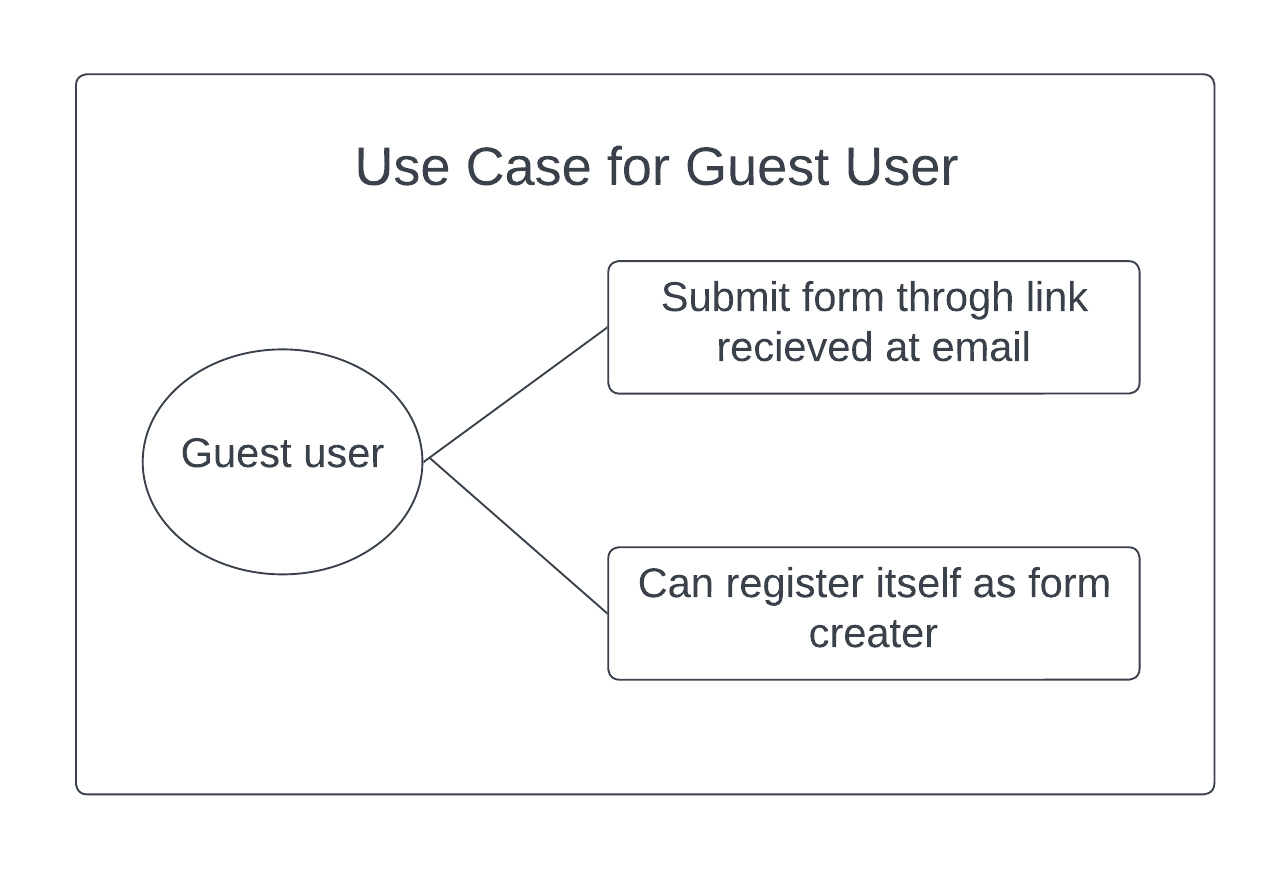 Use Case for Guest User
Submit form throgh link
recieved at email
Guest user
Can register itself as form
creater